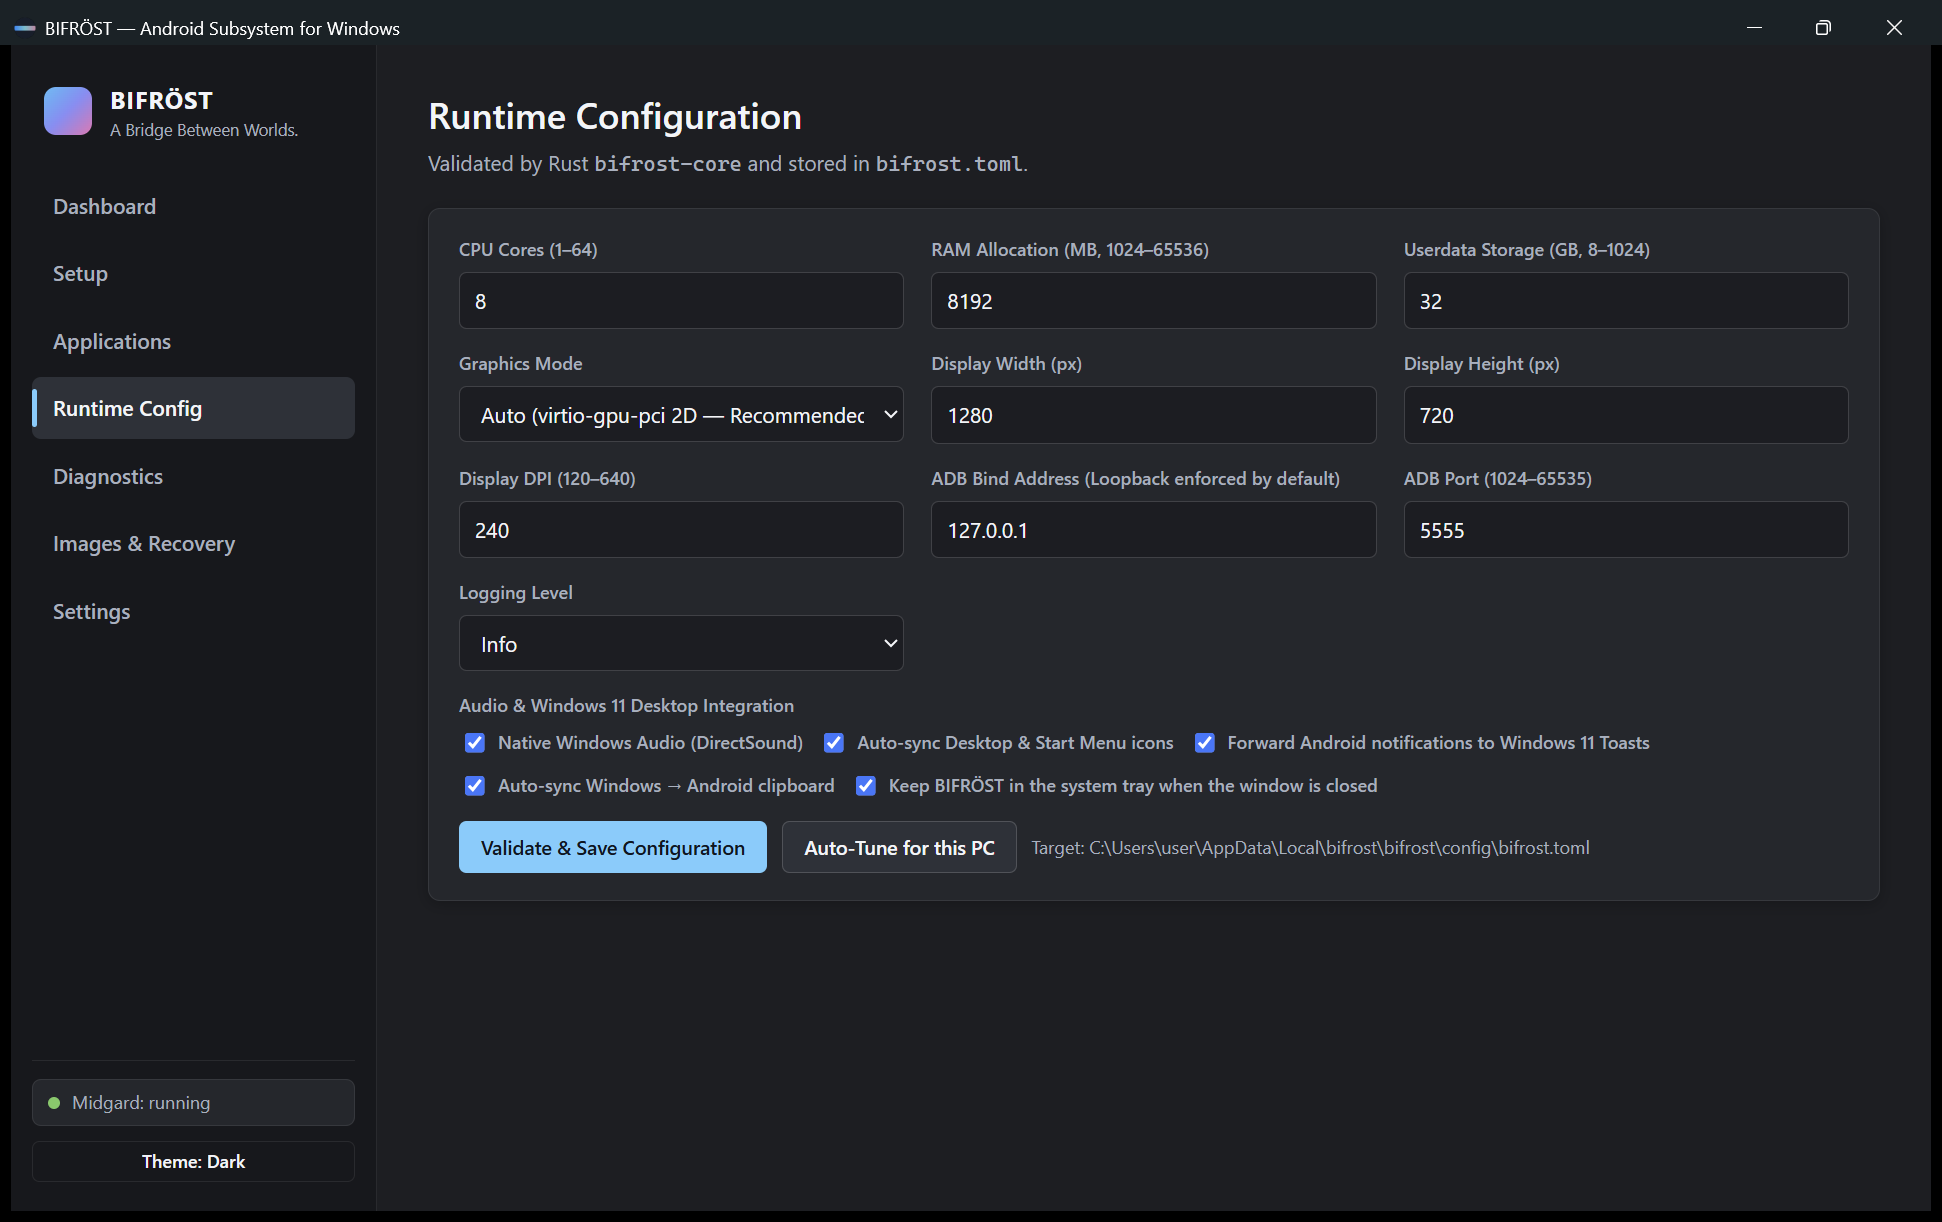 BIFRÖST — Android Subsystem for Windows
BIFRÖST
A Bridge Between Worlds.
Dashboard
Setup
Applications
Runtime Config
Diagnostics
Images & Recovery
Settings
Midgard: running
Theme: Dark
Runtime Configuration
Validated by Rust bifrost-core and stored in bifrost.toml.
CPU Cores (1–64)
8
RAM Allocation (MB, 1024–65536)
8192
Userdata Storage (GB, 8–1024)
32
Graphics Mode
Auto (virtio-gpu-pci 2D — Recommended
Display Width (px)
1280
Display Height (px)
720
Display DPI (120–640)
240
ADB Bind Address (Loopback enforced by default)
127.0.0.1
ADB Port (1024–65535)
5555
Logging Level
Info
Audio & Windows 11 Desktop Integration
Native Windows Audio (DirectSound)
Auto-sync Desktop & Start Menu icons
Forward Android notifications to Windows 11 Toasts
Auto-sync Windows → Android clipboard
Keep BIFRÖST in the system tray when the window is closed
Validate & Save Configuration
Auto-Tune for this PC
Target: C:\Users\user\AppData\Local\bifrost\bifrost\config\bifrost.toml